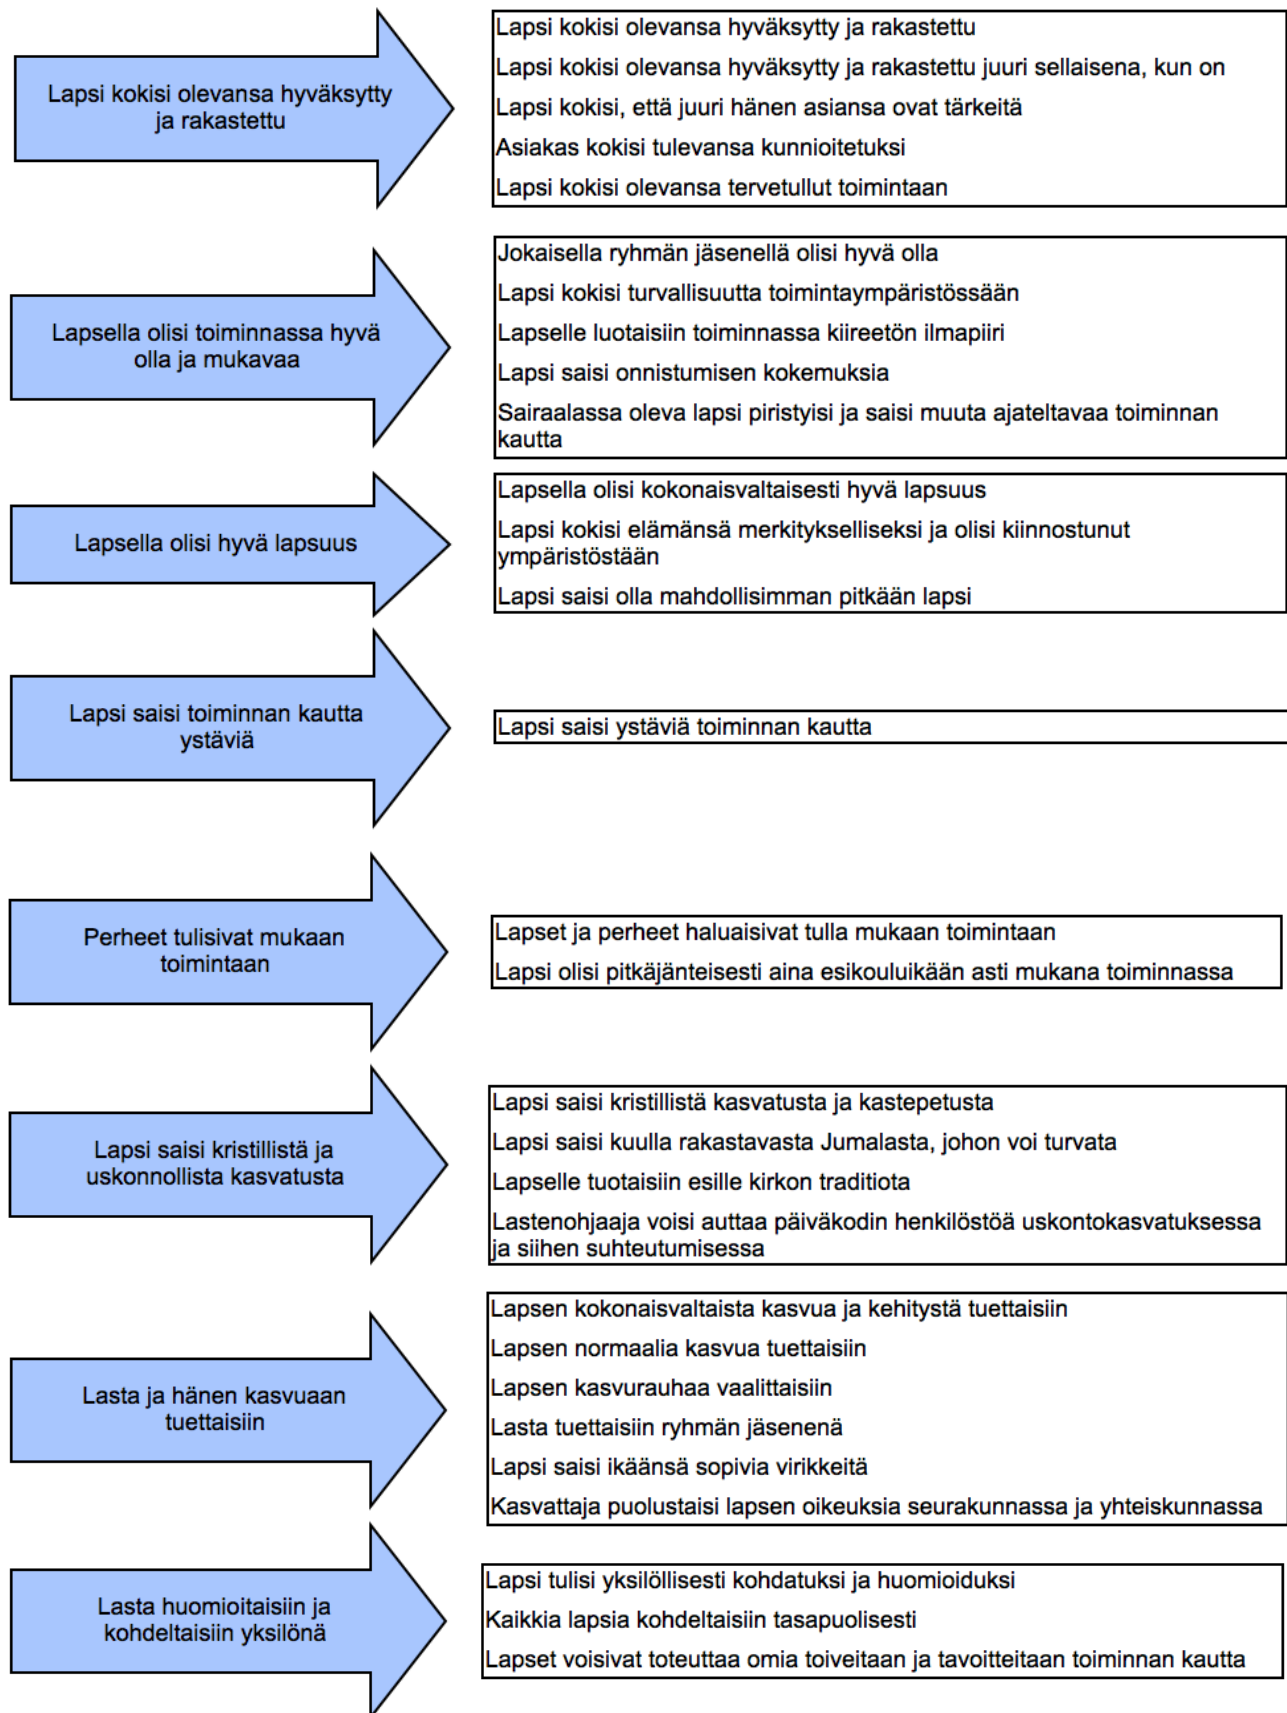 Lapsi kokisi olevansa hyväksytty
ja rakastettu
Lapsi kokisi olevansa hyväksytty ja rakastettu
Lapsi kokisi olevansa hyväksytty ja rakastettu juuri sellaisena, kun on
Lapsi kokisi, että juuri hänen asiansa ovat tärkeitä
Asiakas kokisi tulevansa kunnioitetuksi
Lapsi kokisi olevansa tervetullut toimintaan
Lapsella olisi toiminnassa hyvä
olla ja mukavaa
Jokaisella ryhmän jäsenellä olisi hyvä olla
Lapsi kokisi turvallisuutta toimintaympäristössään
Lapselle luotaisiin toiminnassa kiireetön ilmapiiri
Lapsi saisi onnistumisen kokemuksia
Sairaalassa oleva lapsi piristyisi ja saisi muuta ajateltavaa toiminnan
kautta
Lapsella olisi hyvä lapsuus
Lapsella olisi kokonaisvaltaisesti hyvä lapsuus
Lapsi kokisi elämänsä merkitykselliseksi ja olisi kiinnostunut
ympäristöstään
Lapsi saisi olla mahdollisimman pitkään lapsi
Lapsi saisi toiminnan kautta
ystäviä
Lapsi saisi ystäviä toiminnan kautta
Perheet tulisivat mukaan
toimintaan
Lapset ja perheet haluaisivat tulla mukaan toimintaan
Lapsi olisi pitkäjänteisesti aina esikouluikään asti mukana toiminnassa
Lapsi saisi kristillistä ja
uskonnollista kasvatusta
Lapsi saisi kristillistä kasvatusta ja kastepetusta
Lapsi saisi kuulla rakastavasta Jumalasta, johon voi turvata
Lapselle tuotaisiin esille kirkon traditiota
Lastenohjaaja voisi auttaa päiväkodin henkilöstöä uskontokasvatuksessa
ja siihen suhteutumisessa
Lasta ja hänen kasvuaan
tuettaisiin
Lapsen kokonaisvaltaista kasvua ja kehitystä tuettaisiin
Lapsen normaalia kasvua tuettaisiin
Lapsen kasvurauhaa vaalittaisiin
Lasta tuettaisiin ryhmän jäsenenä
Lapsi saisi ikäänsä sopivia virikkeitä
Kasvattaja puolustaisi lapsen oikeuksia seurakunnassa ja yhteiskunnassa
Lasta huomioitaisiin ja
kohdeltaisiin yksilönä
Lapsi tulisi yksilöllisesti kohdatuksi ja huomioiduksi
Kaikkia lapsia kohdeltaisiin tasapuolisesti
Lapset voisivat toteuttaa omia toiveitaan ja tavoitteitaan toiminnan kautta